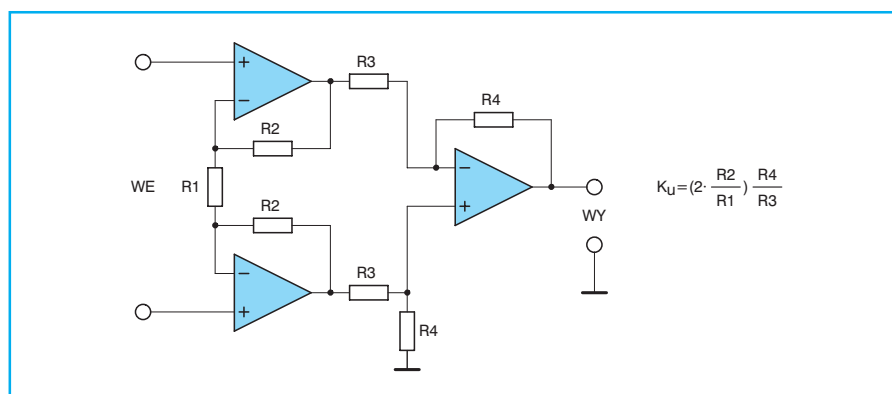 R3
R4
R2
WE
R1
R2
WY
R3
R4
+
−
−
+
−
+
Ku=(2· R2/R1) R4/R3